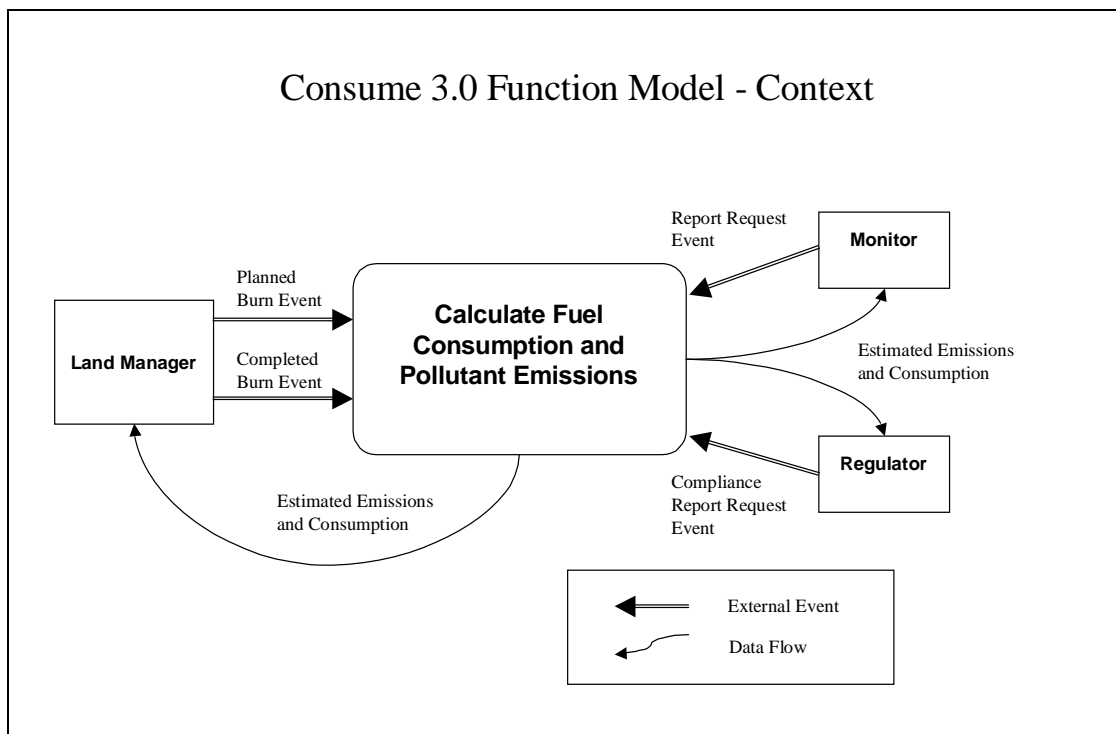 Consume 3.0 Function Model - Context
Report Request
Event
Monitor
Planned
Burn Event
Calculate Fuel
Consumption and
Pollutant Emissions
Land Manager
Completed
Burn Event
Estimated Emissions
and Consumption
Regulator
Compliance
Report Request
Event
Estimated Emissions
and Consumption
External Event
Data Flow